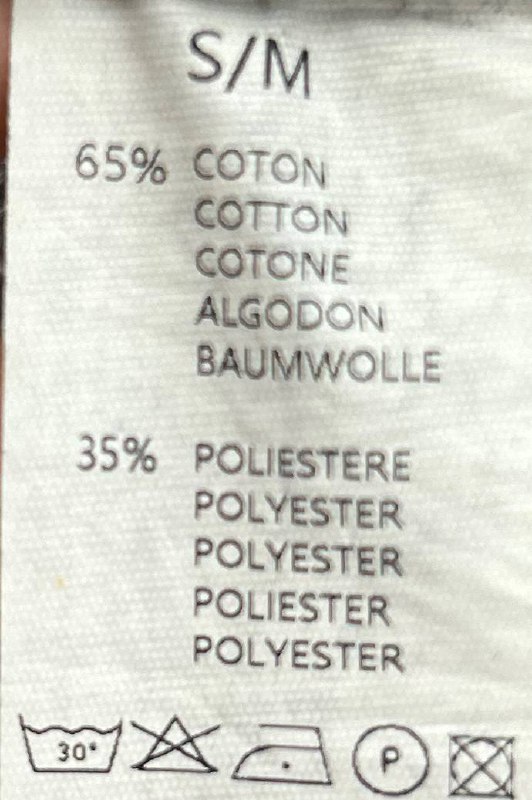 S/M
65% COTON
COTTON
COTONE
ALGODON
BAUMWOLLE
35% POLIESTERE
POLYESTER
POLYESTER
POLIESTER
POLYESTER
30° P